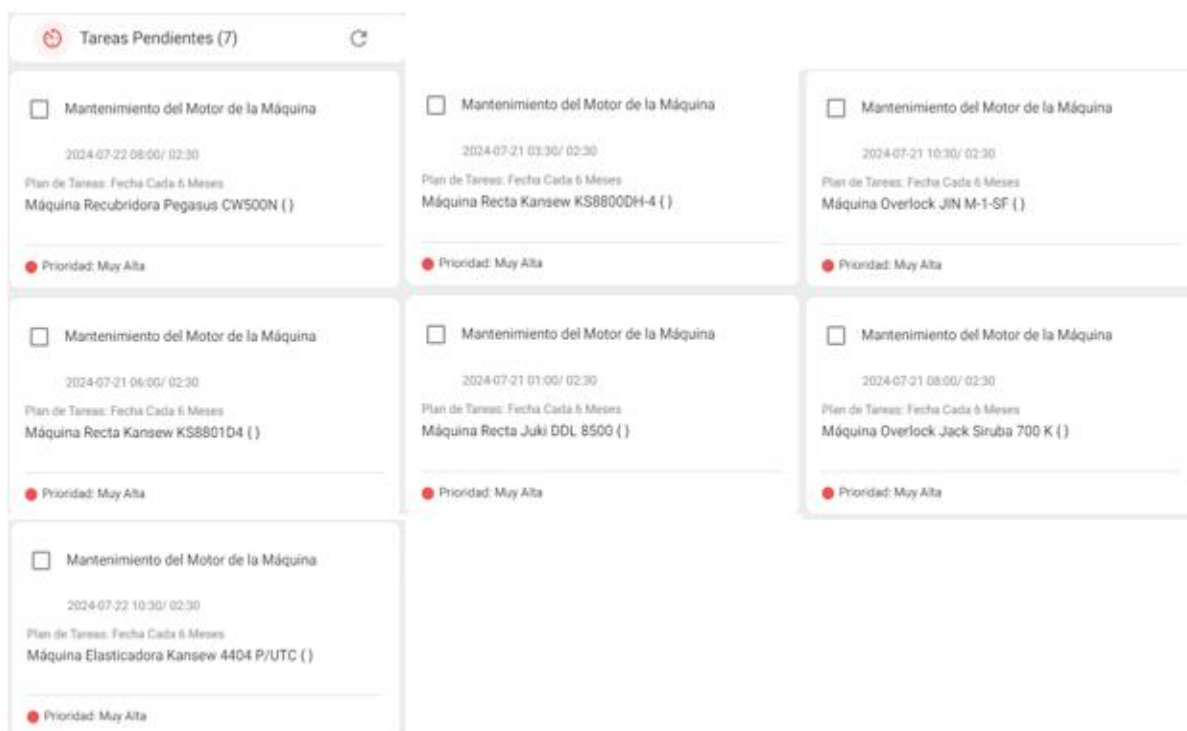 Tareas Pendientes (7)
Mantenimiento del Motor de la Máquina
2024-07-22 08:00/ 02:30
Plan de Tareas: Fecha Cada 6 Meses
Máquina Recubridora Pegasus CW500N { }
Prioridad: Muy Alta
Mantenimiento del Motor de la Máquina
2024-07-21 03:30/ 02:30
Plan de Tareas: Fecha Cada 6 Meses
Máquina Recta Kansew KS8800DH-4 { }
Prioridad: Muy Alta
Mantenimiento del Motor de la Máquina
2024-07-21 10:30/ 02:30
Plan de Tareas: Fecha Cada 6 Meses
Máquina Overlock JIN M-1-SF { }
Prioridad: Muy Alta
Mantenimiento del Motor de la Máquina
2024-07-21 06:00/ 02:30
Plan de Tareas: Fecha Cada 6 Meses
Máquina Recta Kansew KS8801D4 { }
Prioridad: Muy Alta
Mantenimiento del Motor de la Máquina
2024-07-21 01:00/ 02:30
Plan de Tareas: Fecha Cada 6 Meses
Máquina Recta Juki DDL 8500 { }
Prioridad: Muy Alta
Mantenimiento del Motor de la Máquina
2024-07-21 08:00/ 02:30
Plan de Tareas: Fecha Cada 6 Meses
Máquina Overlock Jack Siruba 700 K { }
Prioridad: Muy Alta
Mantenimiento del Motor de la Máquina
2024-07-22 10:30/ 02:30
Plan de Tareas: Fecha Cada 6 Meses
Máquina Elasticadora Kansew 4404 P/UTC { }
Prioridad: Muy Alta